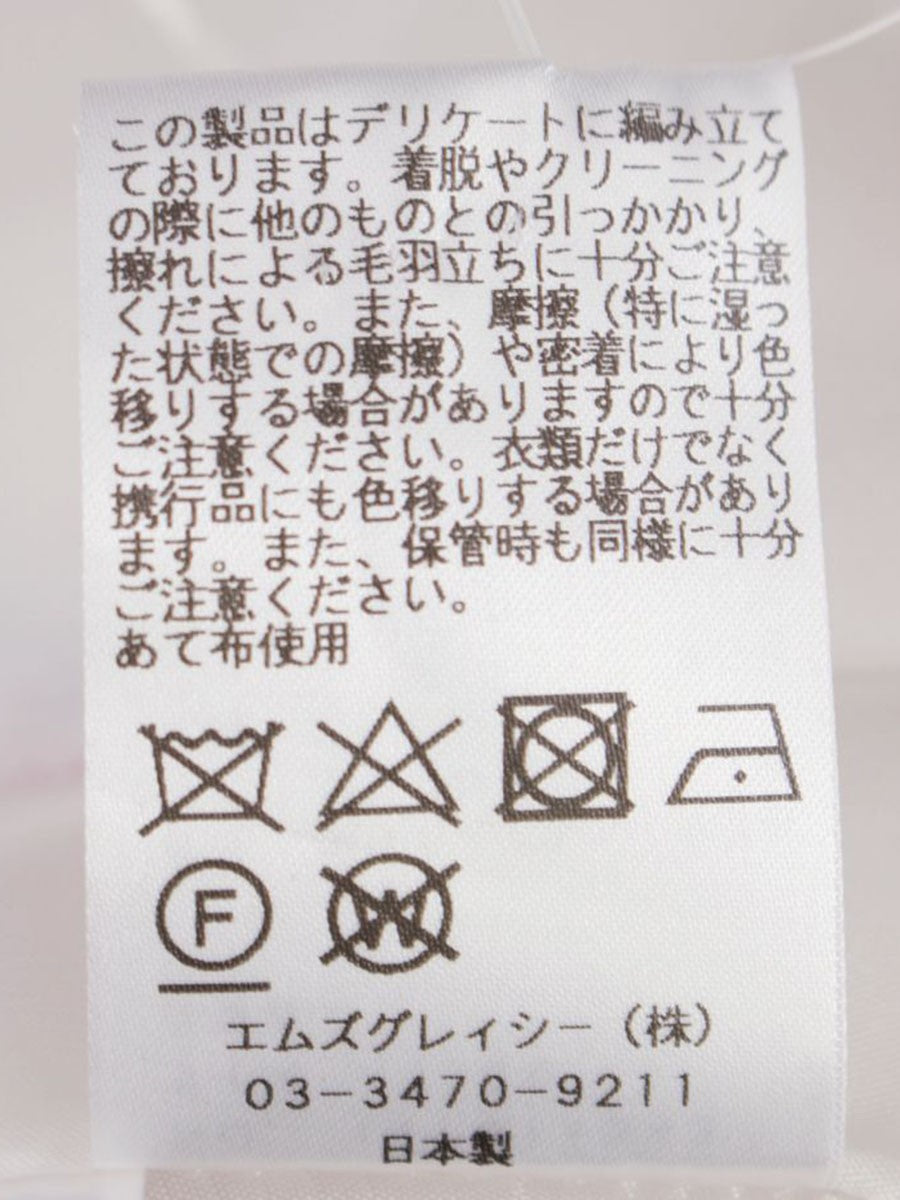 この製品はデリケートに編み立て
ております。着脱やクリーニング
の際に他のものとの引っかかり、
擦れによる毛羽立ちに十分ご注意
ください。また、摩擦（特に湿っ
た状態での摩擦）や密着により色
移りする場合がありますので十分
ご注意ください。衣類だけでなく
携行品にも色移りする場合があり
ます。また、保管時も同様に十分
ご注意ください。
あて布使用
F W
エムズグレィシー（株）
03-3470-9211
日本製